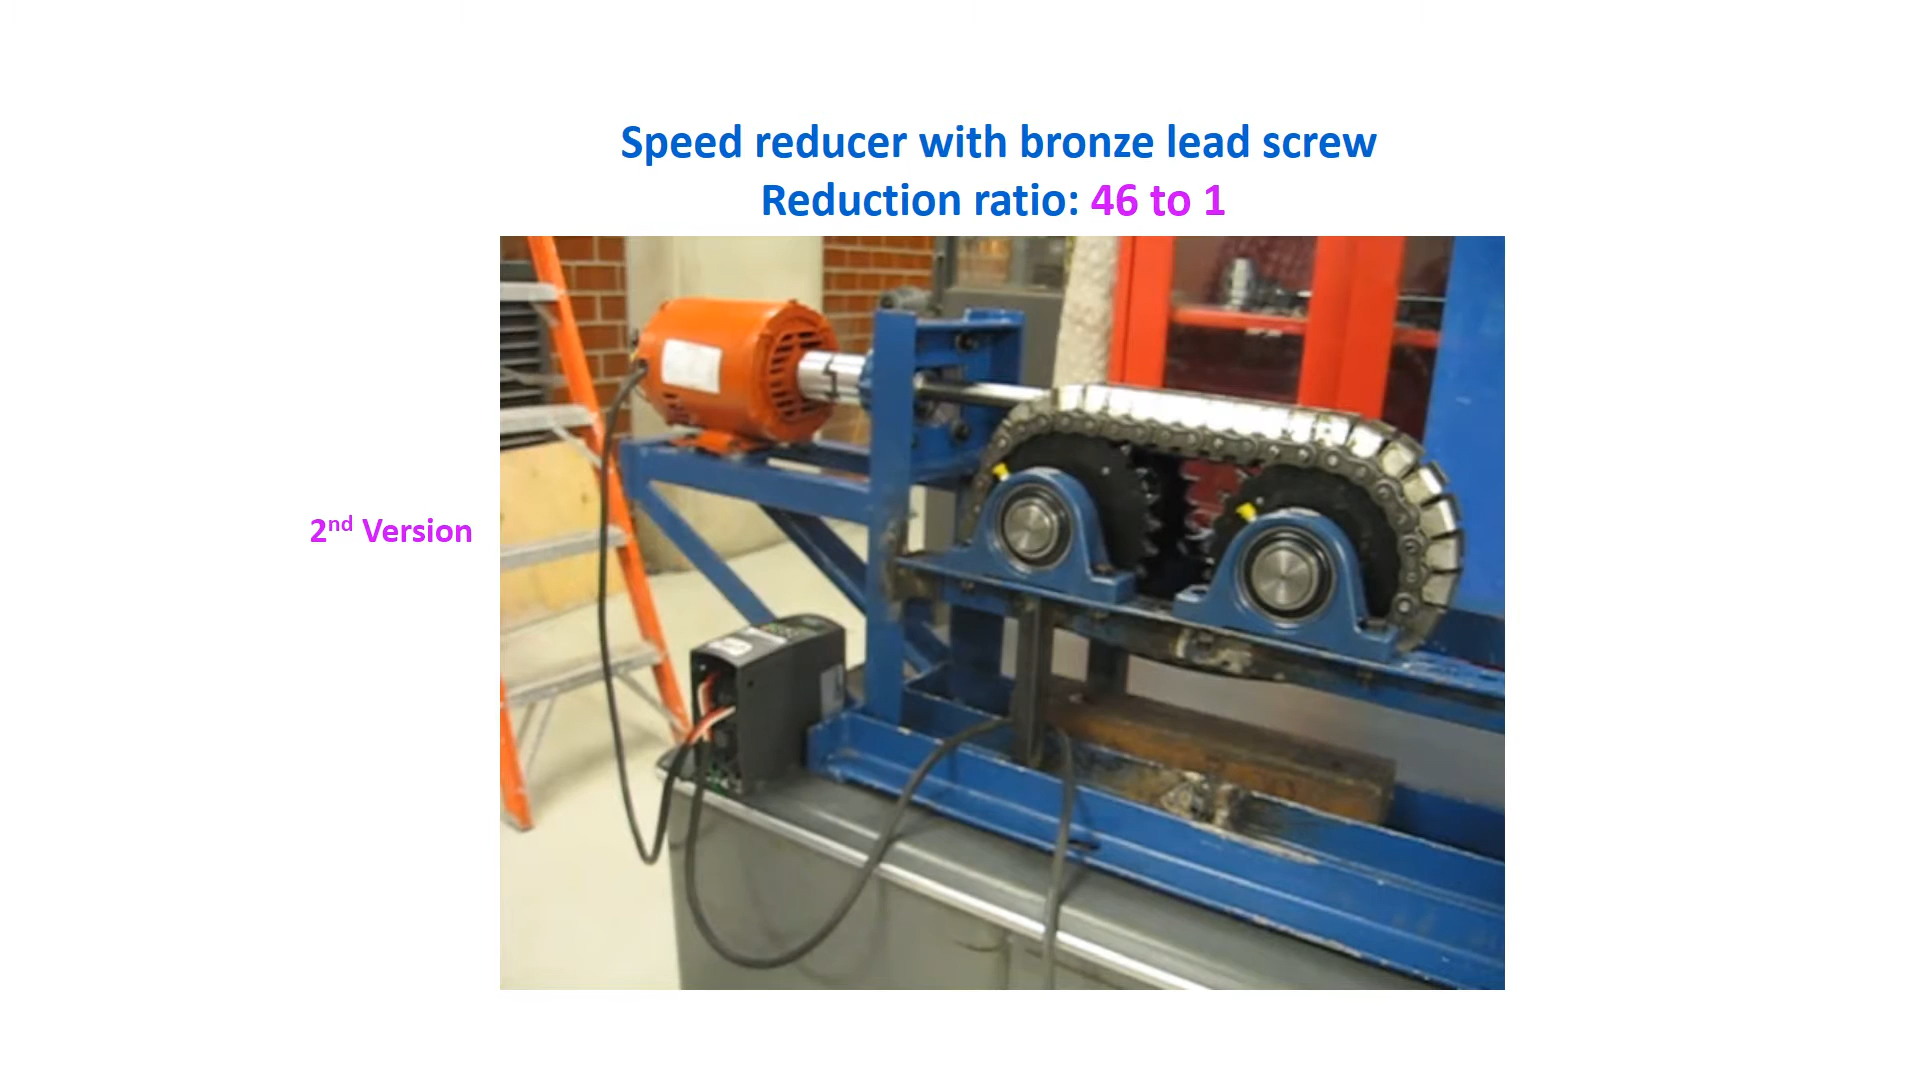 Speed reducer with bronze lead screw
Reduction ratio: 46 to 1
2nd Version